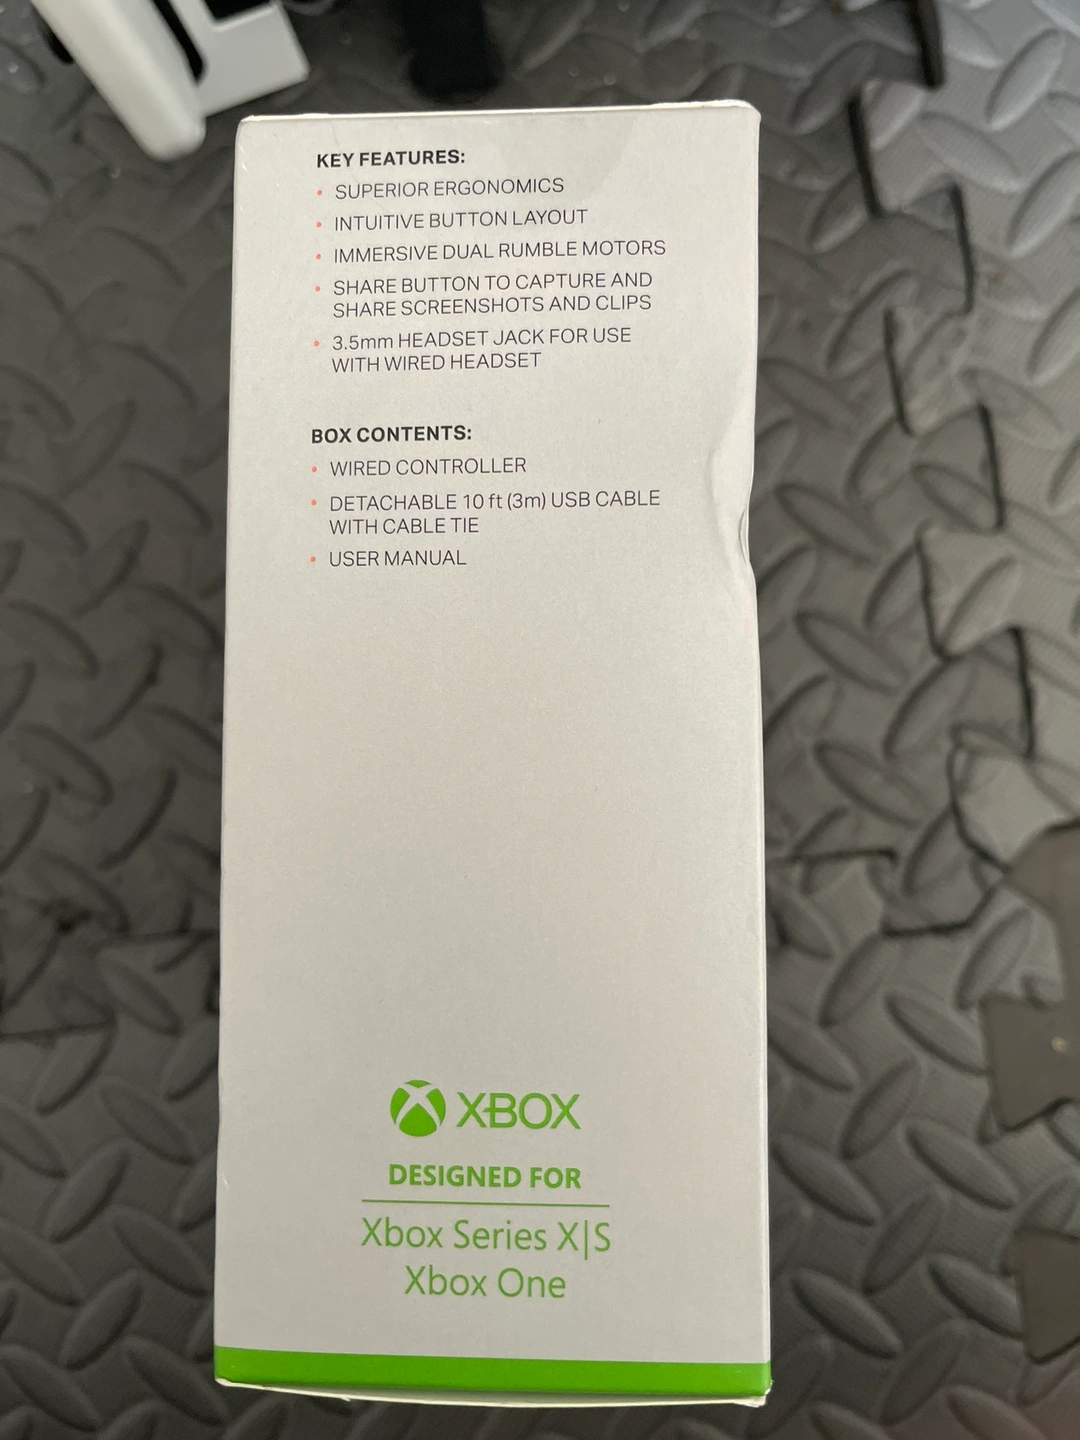 KEY FEATURES:
• SUPERIOR ERGONOMICS
• INTUITIVE BUTTON LAYOUT
• IMMERSIVE DUAL RUMBLE MOTORS
• SHARE BUTTON TO CAPTURE AND
SHARE SCREENSHOTS AND CLIPS
• 3.5mm HEADSET JACK FOR USE
WITH WIRED HEADSET
BOX CONTENTS:
• WIRED CONTROLLER
• DETACHABLE 10 ft (3m) USB CABLE
WITH CABLE TIE
• USER MANUAL
XBOX
DESIGNED FOR
Xbox Series X|S
Xbox One